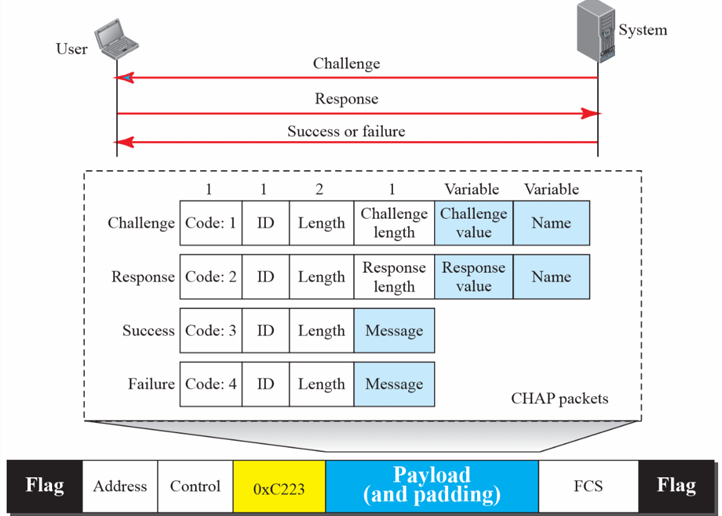 User
System
Challenge
Response
Success or failure
1 1 2 1 Variable Variable
Challenge Code: 1 ID Length Challenge length Challenge value Name
Response Code: 2 ID Length Response length Response value Name
Success Code: 3 ID Length Message
Failure Code: 4 ID Length Message
CHAP packets
Flag Address Control 0xC223 Payload (and padding) FCS Flag